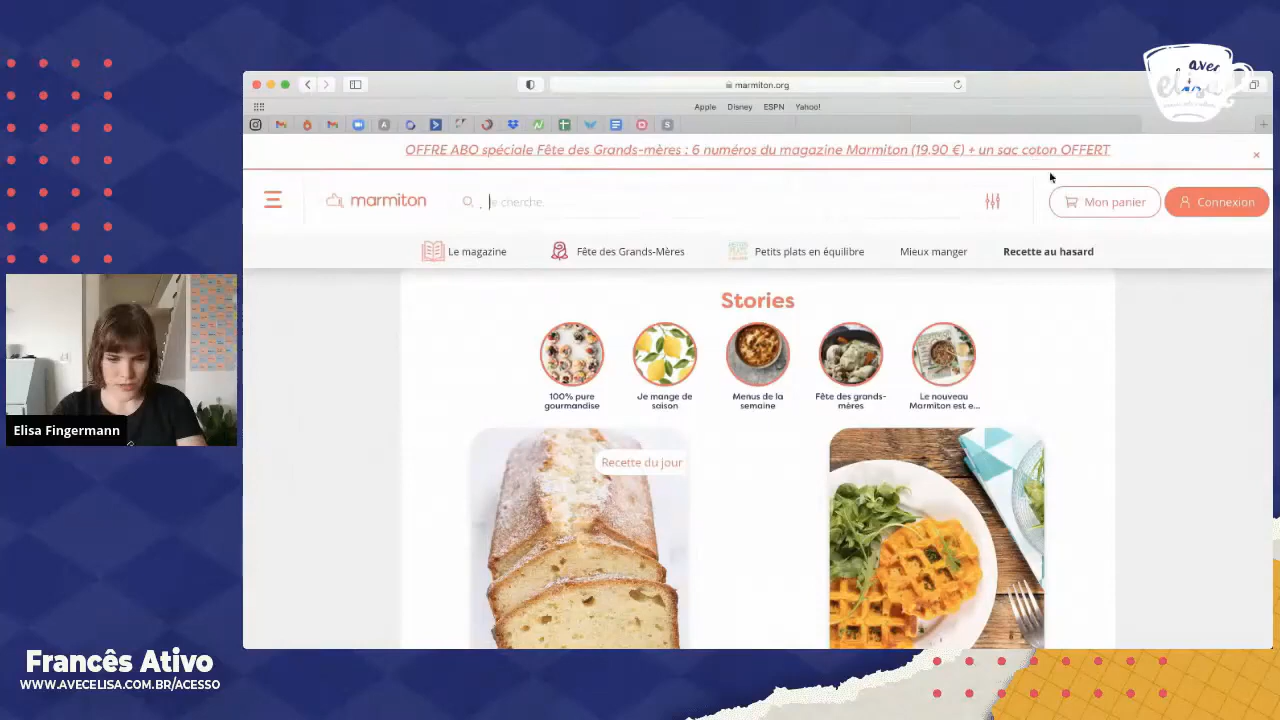 avec
elisa
marmiton.org
Apple Disney ESPN Yahoo!
OFFRE ABO spéciale Fête des Grands-mères : 6 numéros du magazine Marmiton (19.90 €) + un sac coton OFFERT
marmiton
Je cherche.
Mon panier
Connexion
Le magazine
Fête des Grands-Mères
Petits plats en équilibre
Mieux manger
Recette au hasard
Stories
100% pure
gourmandise
Je mange de
saison
Menus de la
semaine
Fête des grands-
mères
Le nouveau
Marmiton est e...
Recette du jour
Elisa Fingermann
Francês Ativo
WWW.AVECELISA.COM.BR/ACESSO